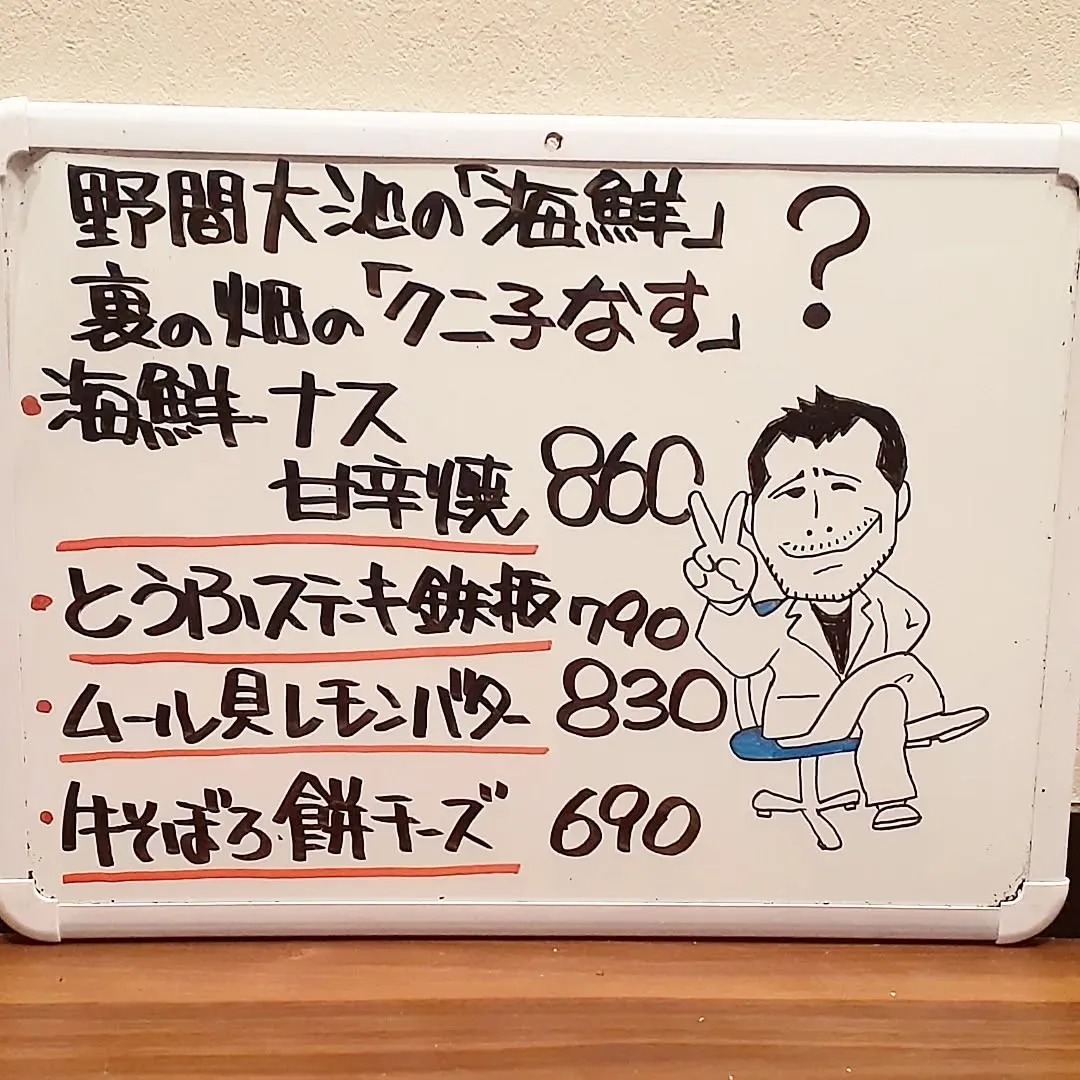 野間大池の「海鮮」?
裏の畑の「クニ子なす」
・海鮮ナス
甘辛焼 860
・とうふステーキ鉄板 790
・ムール貝レモンバター 830
・牛そぼろ餅チーズ 690